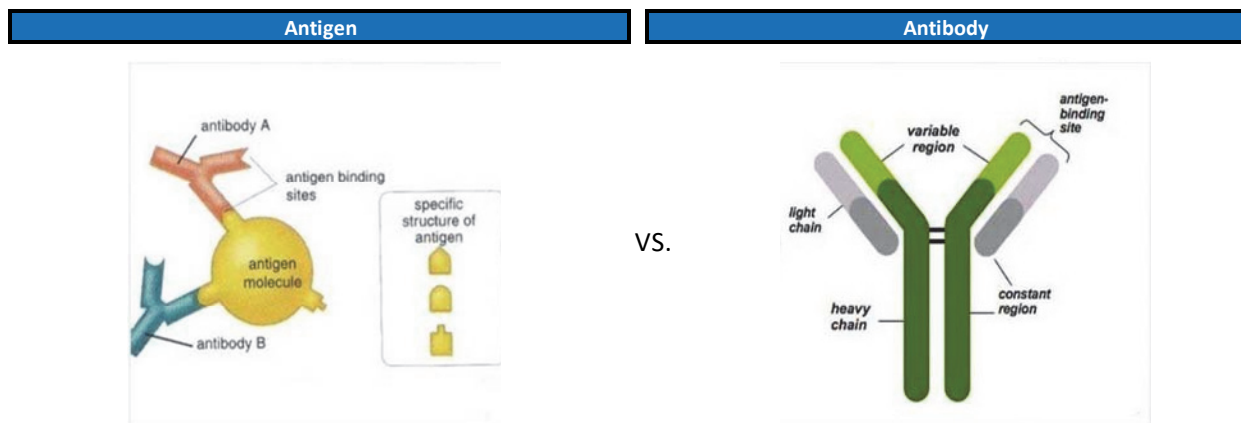 Antigen
antibody A
antigen binding
sites
antigen
molecule
antibody B
specific
structure of
antigen
VS.
Antibody
variable
region
antigen-
binding
site
light
chain
heavy
chain
constant
region